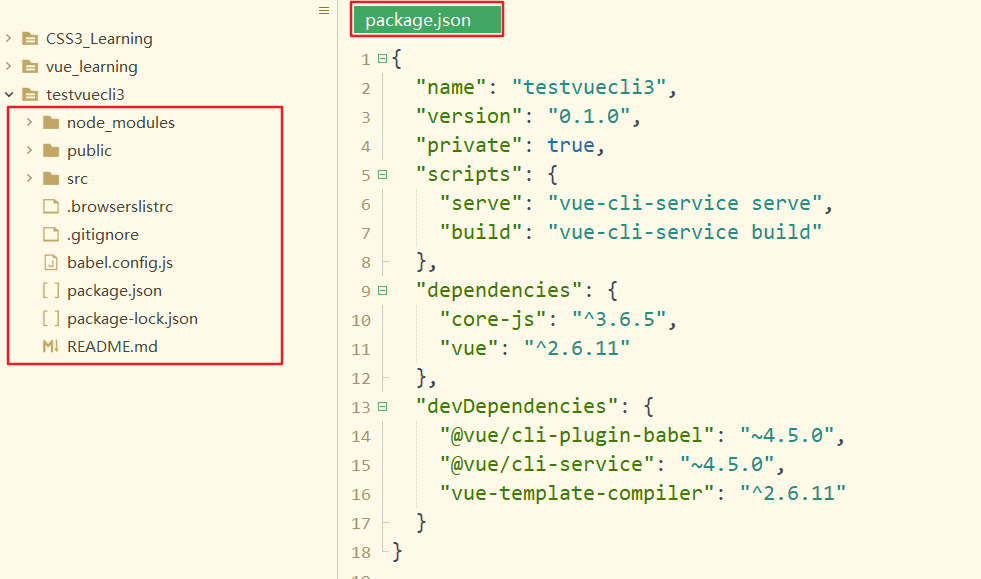 CSS3_Learning
vue_learning
testvuecli3
node_modules
public
src
.browserslistrc
.gitignore
babel.config.js
package.json
package-lock.json
M↓ README.md
package.json
1 {
2 "name": "testvuecli3",
3 "version": "0.1.0",
4 "private": true,
5 "scripts": {
6 "serve": "vue-cli-service serve",
7 "build": "vue-cli-service build"
8 },
9 "dependencies": {
10 "core-js": "^3.6.5",
11 "vue": "^2.6.11"
12 },
13 "devDependencies": {
14 "@vue/cli-plugin-babel": "~4.5.0",
15 "@vue/cli-service": "~4.5.0",
16 "vue-template-compiler": "^2.6.11"
17 }
18 }